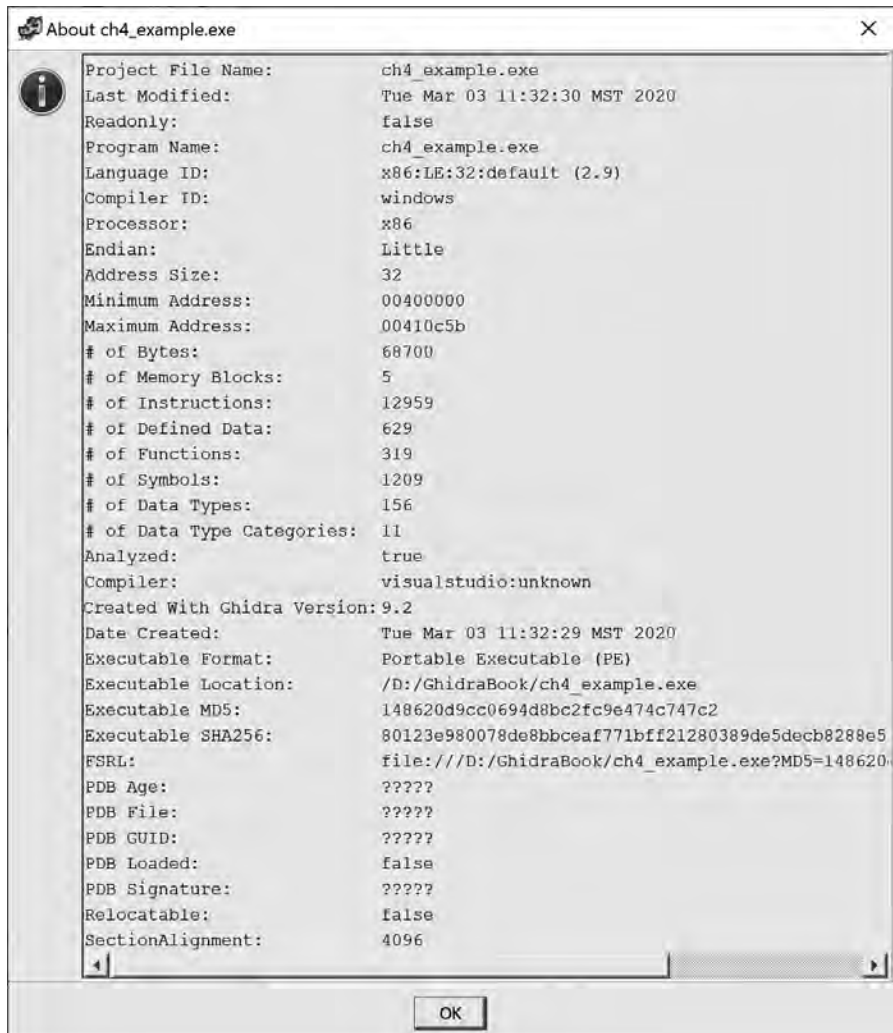 About ch4_example.exe
Project File Name: ch4_example.exe
Last Modified: Tue Mar 03 11:32:30 MST 2020
Readonly: false
Program Name: ch4_example.exe
Language ID: x86:LE:32:default (2.9)
Compiler ID: windows
Processor: x86
Endian: Little
Address Size: 32
Minimum Address: 00400000
Maximum Address: 00410c5b
# of Bytes: 68700
# of Memory Blocks: 5
# of Instructions: 12959
# of Defined Data: 629
# of Functions: 319
# of Symbols: 1209
# of Data Types: 156
# of Data Type Categories: 11
Analyzed: true
Compiler: visualstudio:unknown
Created With Ghidra Version: 9.2
Date Created: Tue Mar 03 11:32:29 MST 2020
Executable Format: Portable Executable (PE)
Executable Location: /D:/GhidraBook/ch4_example.exe
Executable MD5: 148620d9cc0694d8bc2fc9e474c747c2
Executable SHA256: 80123e980078de8bbceaf771bff21280389de5decb8288e5
FSRL: file:///D:/GhidraBook/ch4_example.exe?MD5=148620
PDB Age: ?????
PDB File: ?????
PDB GUID: ?????
PDB Loaded: false
PDB Signature: ?????
Relocatable: false
SectionAlignment: 4096
OK